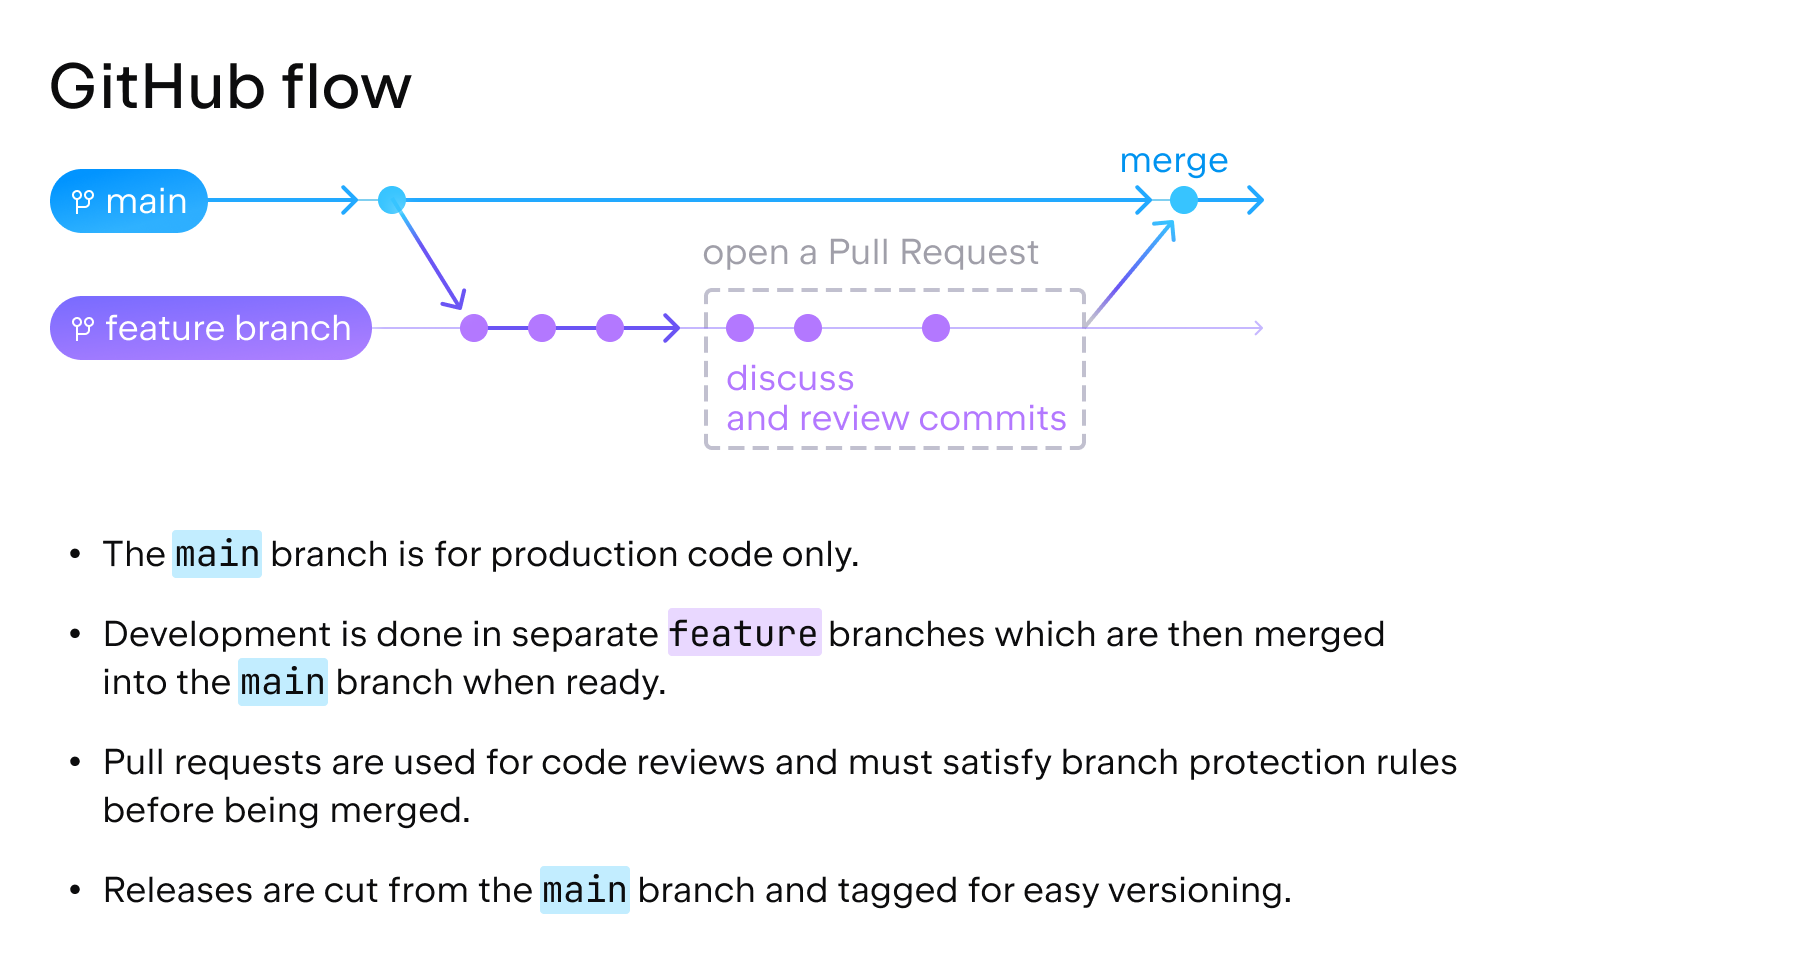 GitHub flow
merge
main
open a Pull Request
feature branch
discuss
and review commits
• The main branch is for production code only.
• Development is done in separate feature branches which are then merged
into the main branch when ready.
• Pull requests are used for code reviews and must satisfy branch protection rules
before being merged.
• Releases are cut from the main branch and tagged for easy versioning.